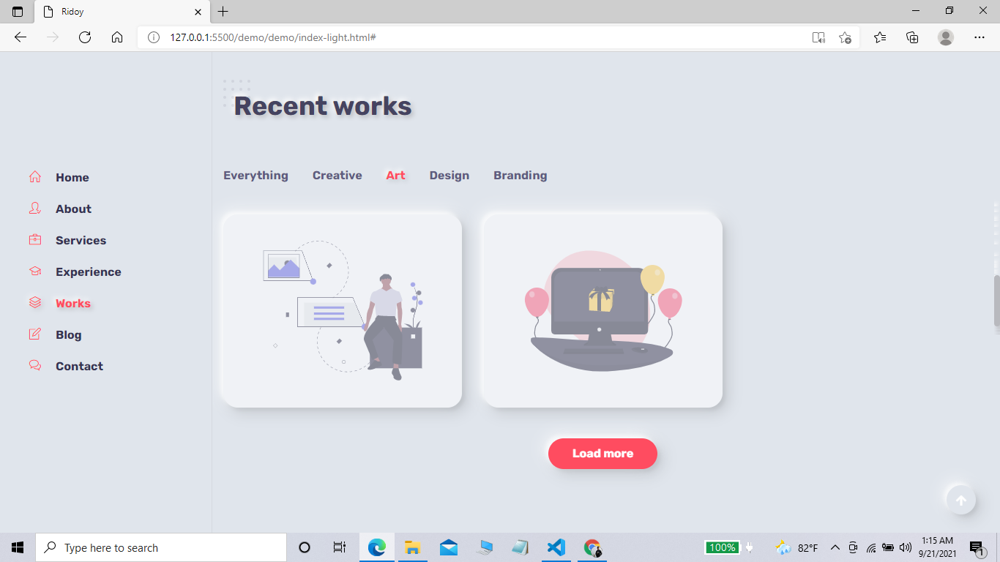 Ridoy
127.0.0.1:5500/demo/demo/index-light.html#
Recent works
Everything Creative Art Design Branding
Home
About
Services
Experience
Works
Blog
Contact
Load more
Type here to search
100%
82°F
1:15 AM
9/21/2021
1